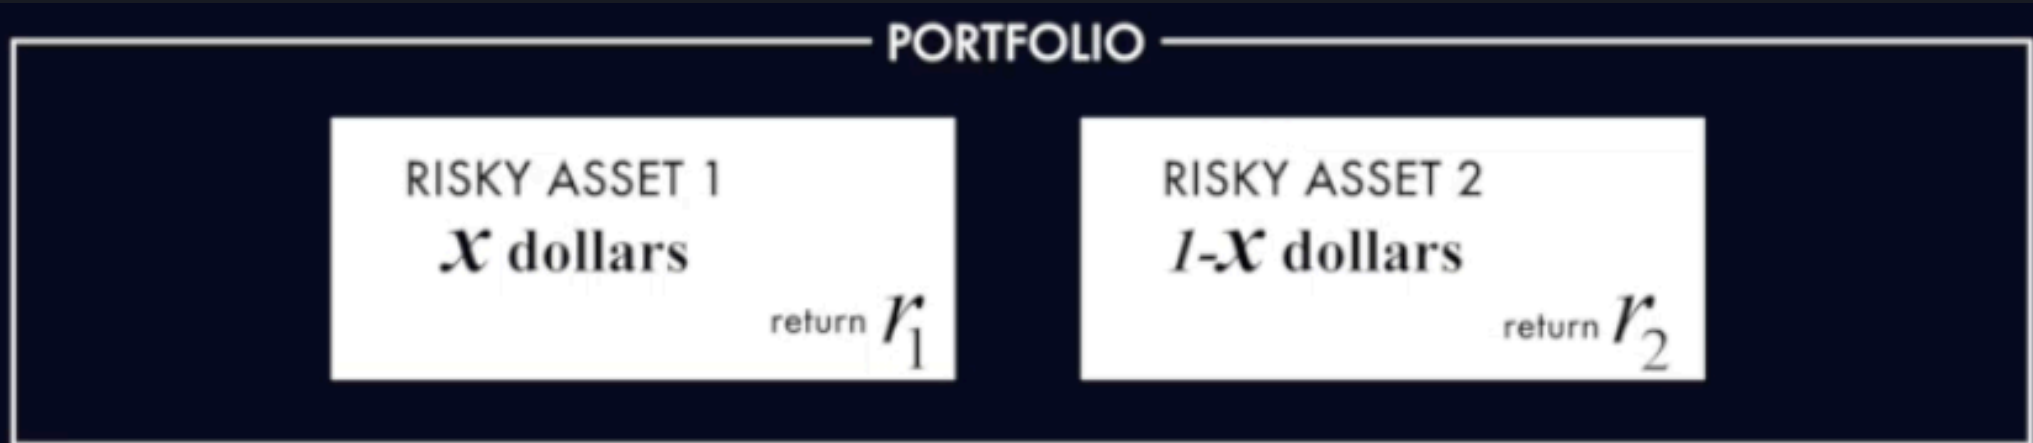 PORTFOLIO
RISKY ASSET 1
x dollars
return r₁
RISKY ASSET 2
1-x dollars
return r₂